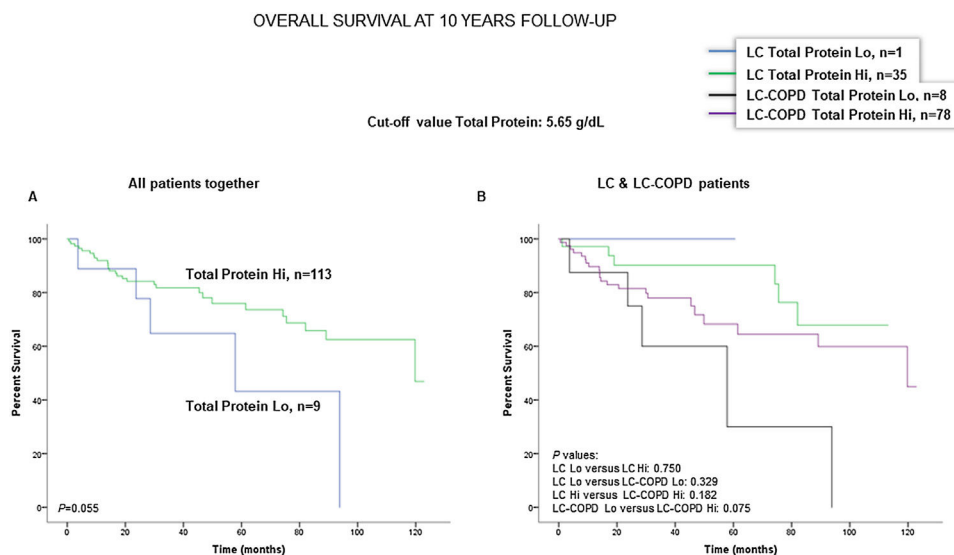 OVERALL SURVIVAL AT 10 YEARS FOLLOW-UP
LC Total Protein Lo, n=1
LC Total Protein Hi, n=35
LC-COPD Total Protein Lo, n=8
LC-COPD Total Protein Hi, n=78
Cut-off value Total Protein: 5.65 g/dL
A
All patients together
Percent Survival
100
80
60
40
20
0
Total Protein Hi, n=113
Total Protein Lo, n=9
P=0.055
0 20 40 60 80 100 120
Time (months)
B
LC & LC-COPD patients
Percent Survival
100
80
60
40
20
0
P values:
LC Lo versus LC Hi: 0.750
LC Lo versus LC-COPD Lo: 0.329
LC Hi versus LC-COPD Hi: 0.182
LC-COPD Lo versus LC-COPD Hi: 0.075
0 20 40 60 80 100 120
Time (months)